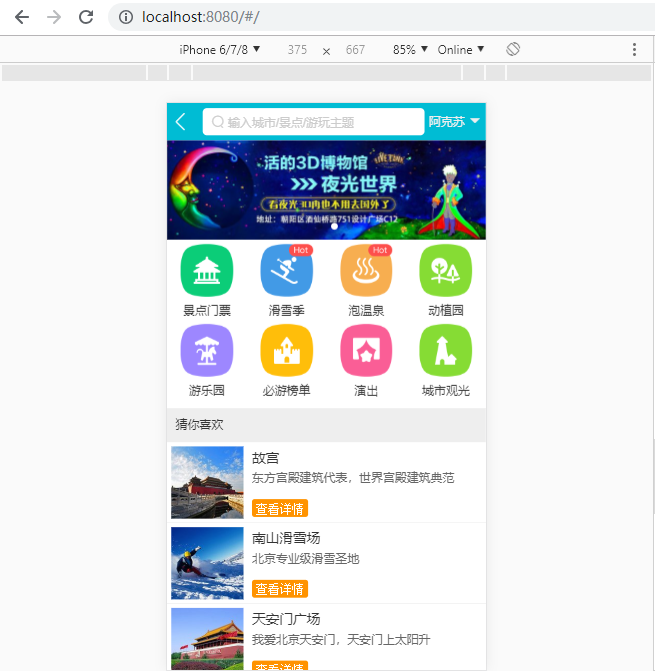 localhost:8080/#/
iPhone 6/7/8 ▼ 375 × 667 85% ▼ Online ▼
输入城市/景点/游玩主题
阿克苏
活的3D博物馆
>>> 夜光世界
看夜光3D内也不用去国外了
地址：朝阳区酒仙桥路751设计广场C12
Hot Hot
景点门票 滑雪季 泡温泉 动植园
游乐园 必游榜单 演出 城市观光
猜你喜欢
故宫
东方宫殿建筑代表，世界宫殿建筑典范
查看详情
南山滑雪场
北京专业级滑雪圣地
查看详情
天安门广场
我爱北京天安门，天安门上太阳升
查看详情